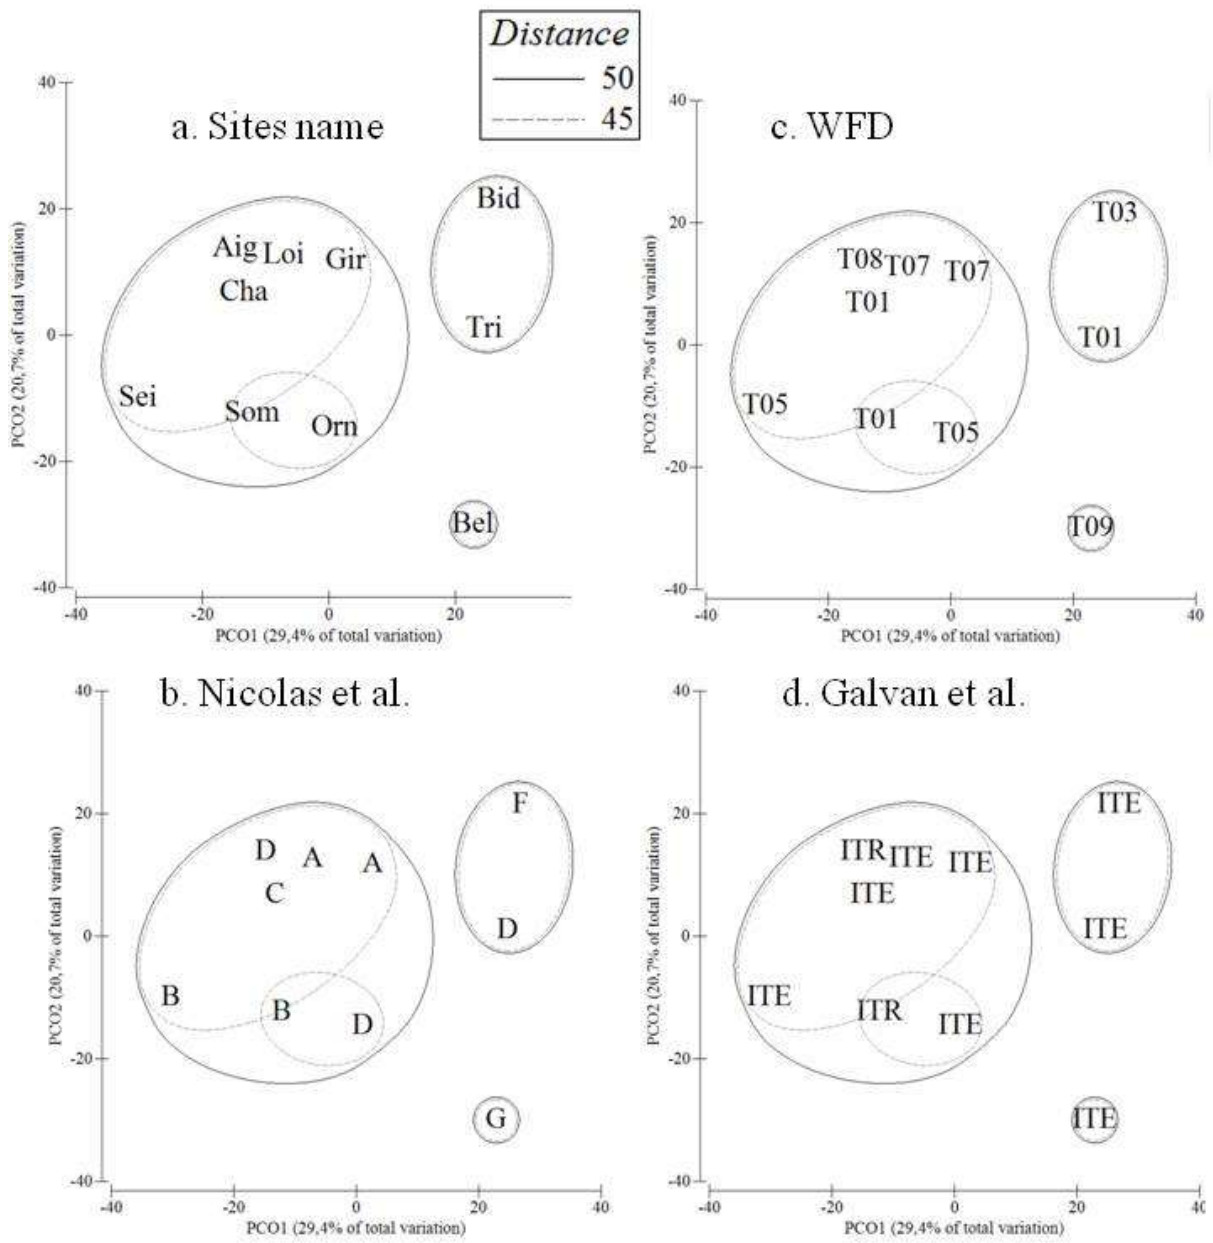 Distance
50
45
a. Sites name
40
20
0
-20
-40
PCO2 (20,7% of total variation)
Bid
Aig Loi Gir
Cha
Tri
Sei
Som
Orn
Bel
-40 -20 0 20
PCO1 (29,4% of total variation)
c. WFD
40
20
0
-20
-40
PCO2 (20,7% of total variation)
T03
T08 T07 T07
T01
T01
T05
T01
T05
T09
-40 -20 0 20 40
PCO1 (29,4% of total variation)
b. Nicolas et al.
40
20
0
-20
-40
PCO2 (20,7% of total variation)
F
D A A
C
D
B
B
D
G
-40 -20 0 20 40
PCO1 (29,4% of total variation)
d. Galvan et al.
40
20
0
-20
-40
PCO2 (20,7% of total variation)
ITE
ITR ITE ITE
ITE
ITE
ITE
ITR
ITE
ITE
-40 -20 0 20 40
PCO1 (29,4% of total variation)